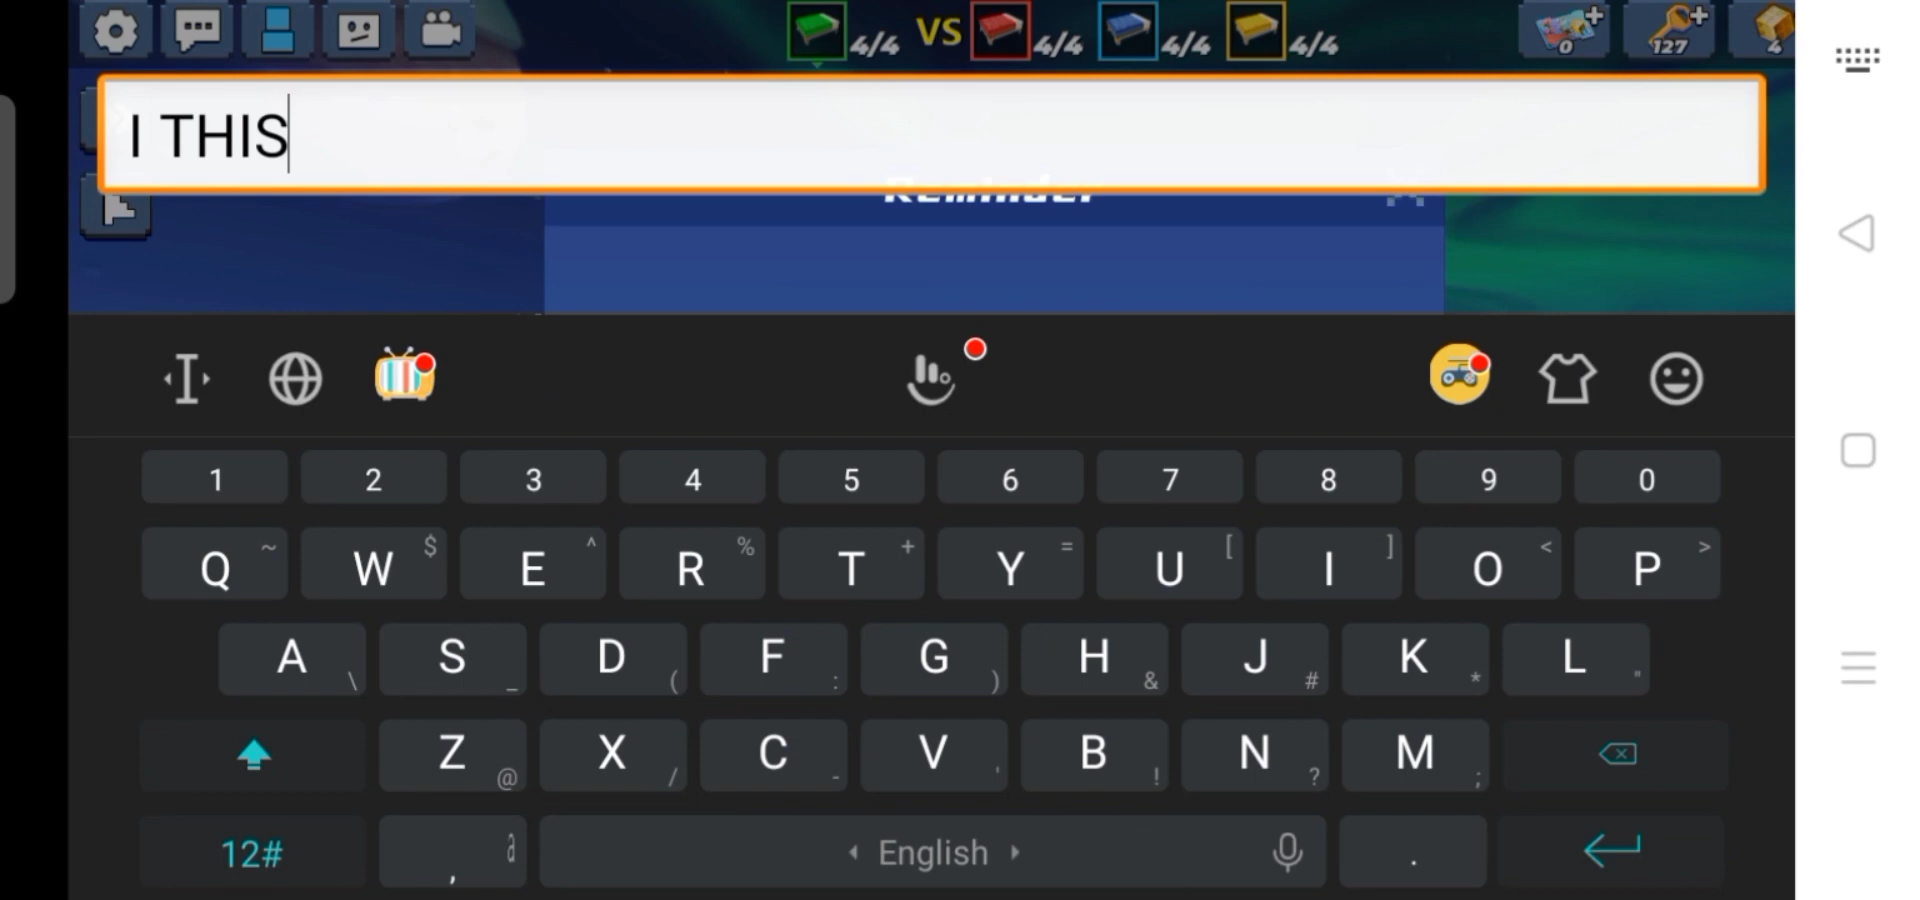 4/4 VS 4/4 4/4 4/4
0 127 4
I THIS
Reminder
1 2 3 4 5 6 7 8 9 0
~ $ ^ % + = [ ] < >
Q W E R T Y U I O P
A S D F G H J K L
\ _ ( : ) & # * "
Z X C V B N M
@ / - ' ! ? ;
12# , English .